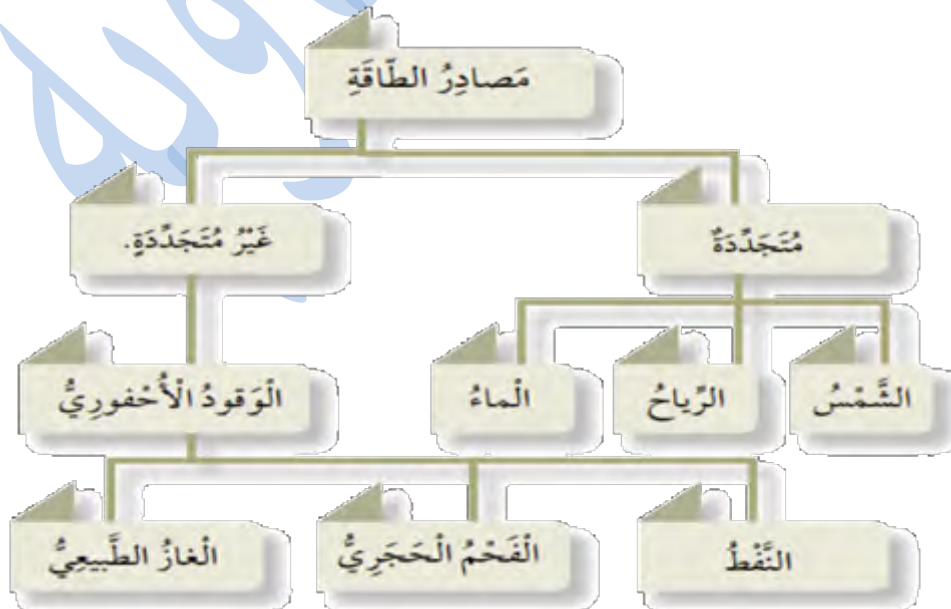 مَصادِرُ الطّاقَةِ
مُتَجَدِّدَةٌ
غَيْرُ مُتَجَدِّدَةٍ.
الشَّمْسُ
الرِّياحُ
الْماءُ
الْوَقودُ الْأُحْفورِيُّ
النَّفْطُ
الْفَحْمُ الْحَجَرِيُّ
الْغازُ الطَّبيعِيُّ